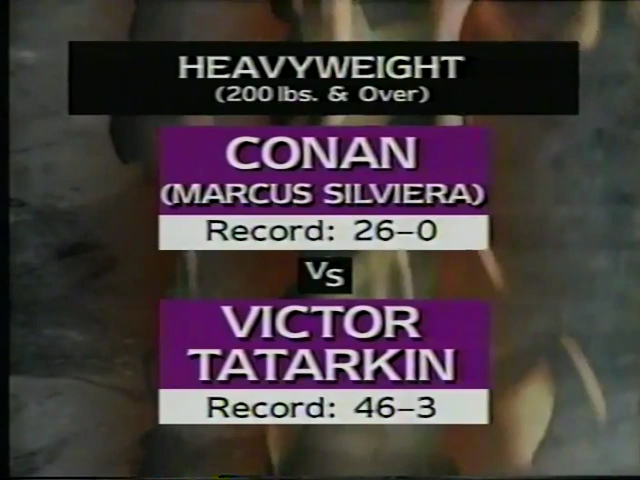 HEAVYWEIGHT
(200 lbs. & Over)
CONAN
(MARCUS SILVIERA)
Record: 26–0
VS
VICTOR
TATARKIN
Record: 46–3